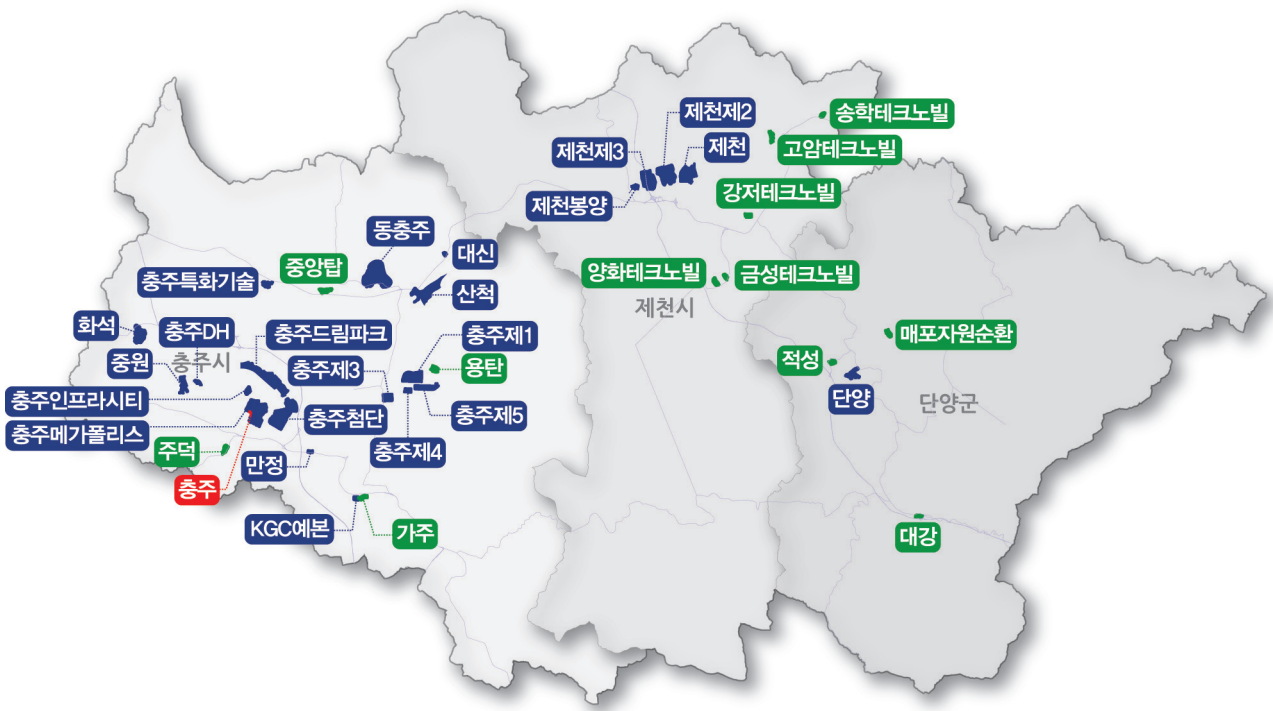 송학테크노빌
제천제2
고암테크노빌
제천제3
제천
제천봉양
강저테크노빌
동충주
대신
중앙탑
충주특화기술
산척
양화테크노빌
금성테크노빌
제천시
화석
충주DH
충주드림파크
충주제1
매포자원순환
중원
충주시
충주제3
용탄
적성
단양
충주인프라시티
단양군
충주메가폴리스
충주첨단
충주제5
주덕
만정
충주제4
충주
KGC예본
가주
대강